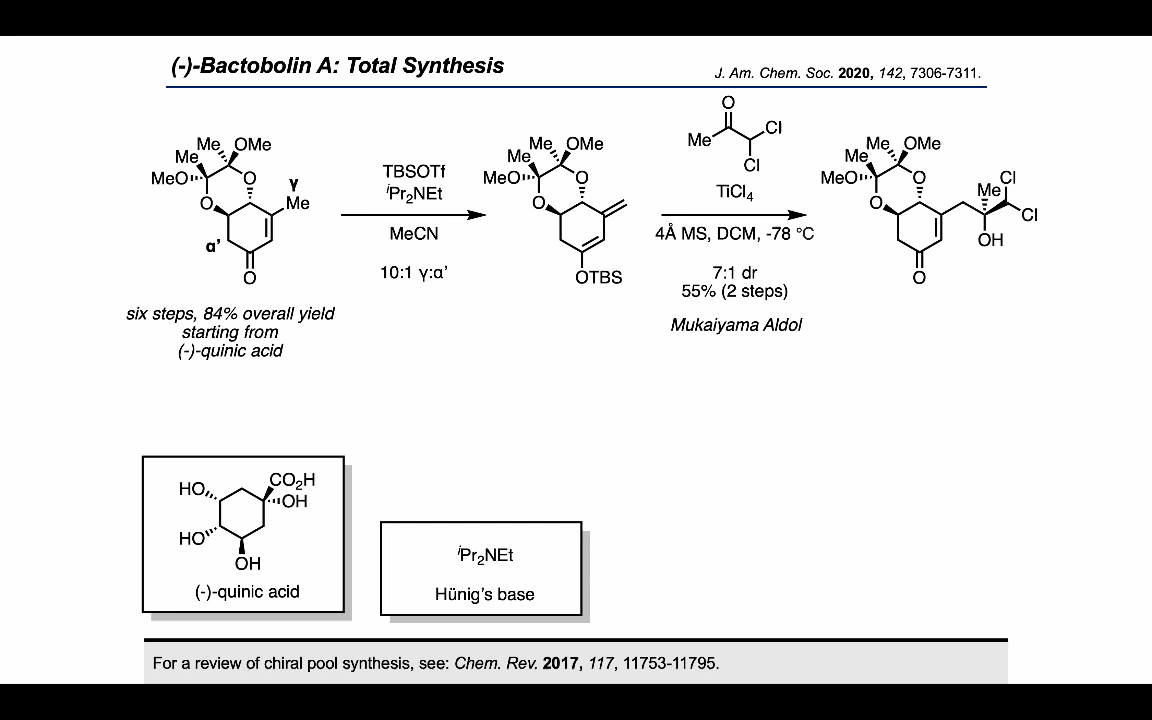 (-)-Bactobolin A: Total Synthesis
J. Am. Chem. Soc. 2020, 142, 7306-7311.
Me
OMe
Me
MeO
O
O
γ
Me
α'
O
six steps, 84% overall yield
starting from
(-)-quinic acid
TBSOTf
iPr2NEt
MeCN
10:1 γ:α'
Me
OMe
Me
MeO
O
O
OTBS
O
Me
Cl
Cl
TiCl4
4Å MS, DCM, -78 °C
7:1 dr
55% (2 steps)
Mukaiyama Aldol
Me
OMe
Me
MeO
O
O
Me
Cl
Cl
OH
O
HO
CO2H
OH
HO
OH
(-)-quinic acid
iPr2NEt
Hünig's base
For a review of chiral pool synthesis, see: Chem. Rev. 2017, 117, 11753-11795.